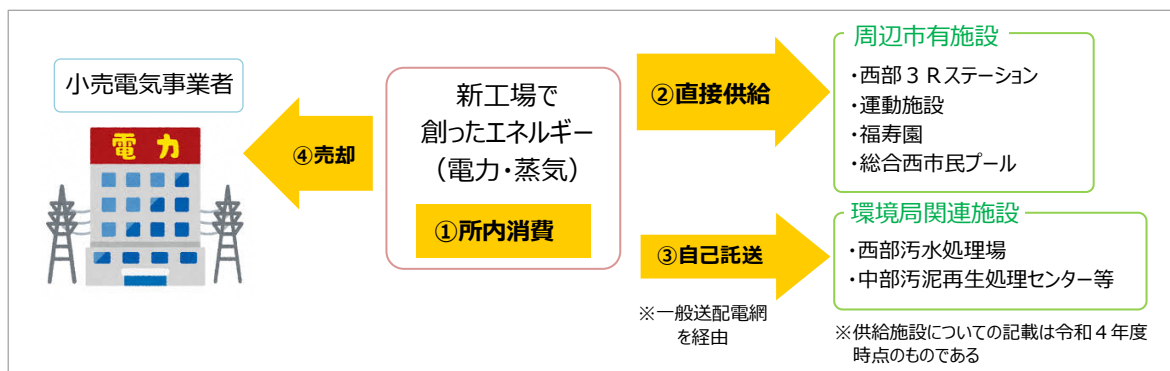 小売電気事業者
電力
④売却
新工場で
創ったエネルギー
（電力・蒸気）
①所内消費
②直接供給
周辺市有施設
・西部３Ｒステーション
・運動施設
・福寿園
・総合西市民プール
③自己託送
※一般送配電網
を経由
環境局関連施設
・西部汚水処理場
・中部汚泥再生処理センター等
※供給施設についての記載は令和４年度
時点のものである